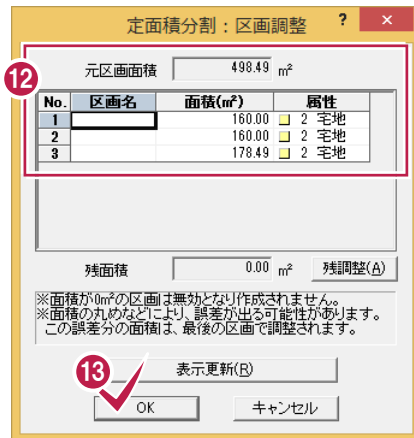 定面積分割:区画調整 ? ×
⑫
元区画面積 498.49 m²
No. 区画名 面積(㎡) 属性
1 160.00 2 宅地
2 160.00 2 宅地
3 178.49 2 宅地
残面積 0.00 m² 残調整(A)
※面積が0m²の区画は無効となり作成されません。
※面積の丸めなどにより、誤差が出る可能性があります。
この誤差分の面積は、最後の区画で調整されます。
⑬
表示更新(R)
OK キャンセル